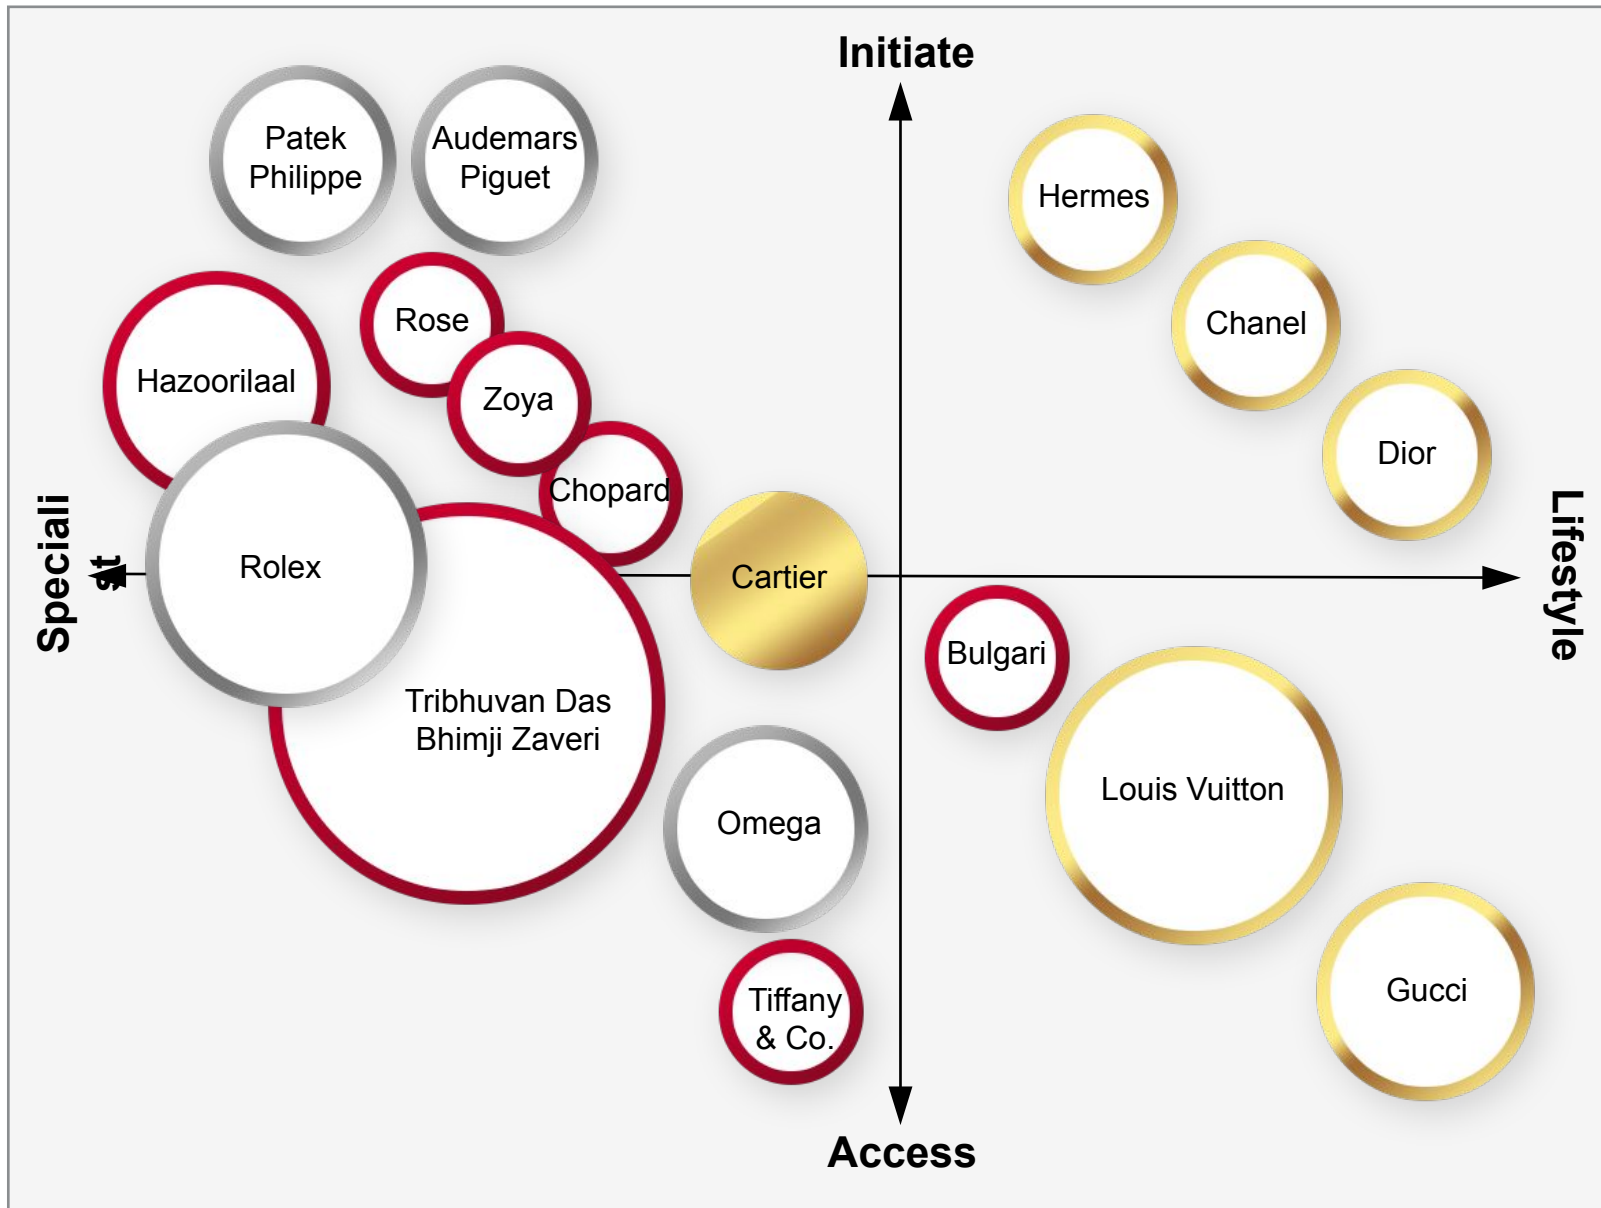 Initiate
Patek
Philippe
Audemars
Piguet
Hermes
Rose
Chanel
Hazoorilaal
Zoya
Dior
Chopard
Speciali
st
Rolex
Cartier
Lifestyle
Bulgari
Tribhuvan Das
Bhimji Zaveri
Louis Vuitton
Omega
Gucci
Tiffany
& Co.
Access